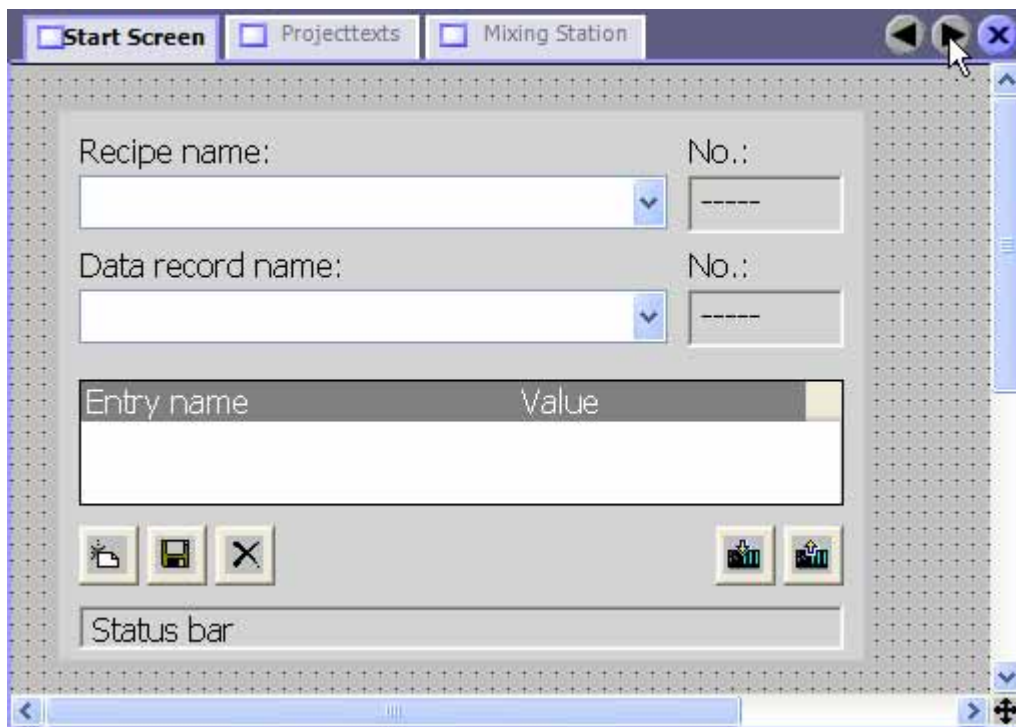 Start Screen Projecttexts Mixing Station
Recipe name: No.:
-----
Data record name: No.:
-----
Entry name Value
Status bar